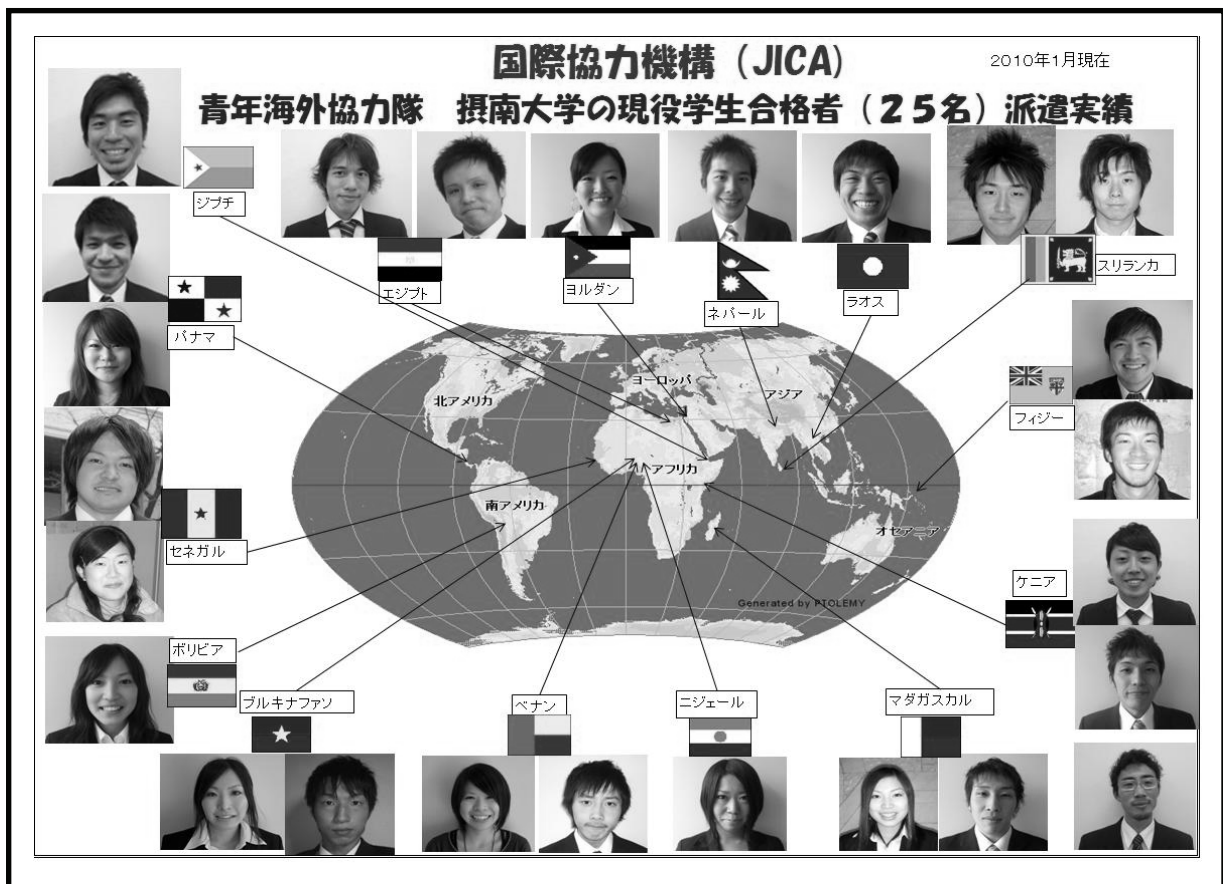 国際協力機構（JICA）
2010年1月現在
青年海外協力隊　摂南大学の現役学生合格者（25名）派遣実績
ジブチ
エジプト
ヨルダン
ネパール
ラオス
スリランカ
パナマ
フィジー
ヨーロッパ
アジア
北アメリカ
アフリカ
南アメリカ
オセアニア
セネガル
ケニア
Generated by PTOLEMY
ボリビア
ブルキナファソ
ベナン
ニジェール
マダガスカル